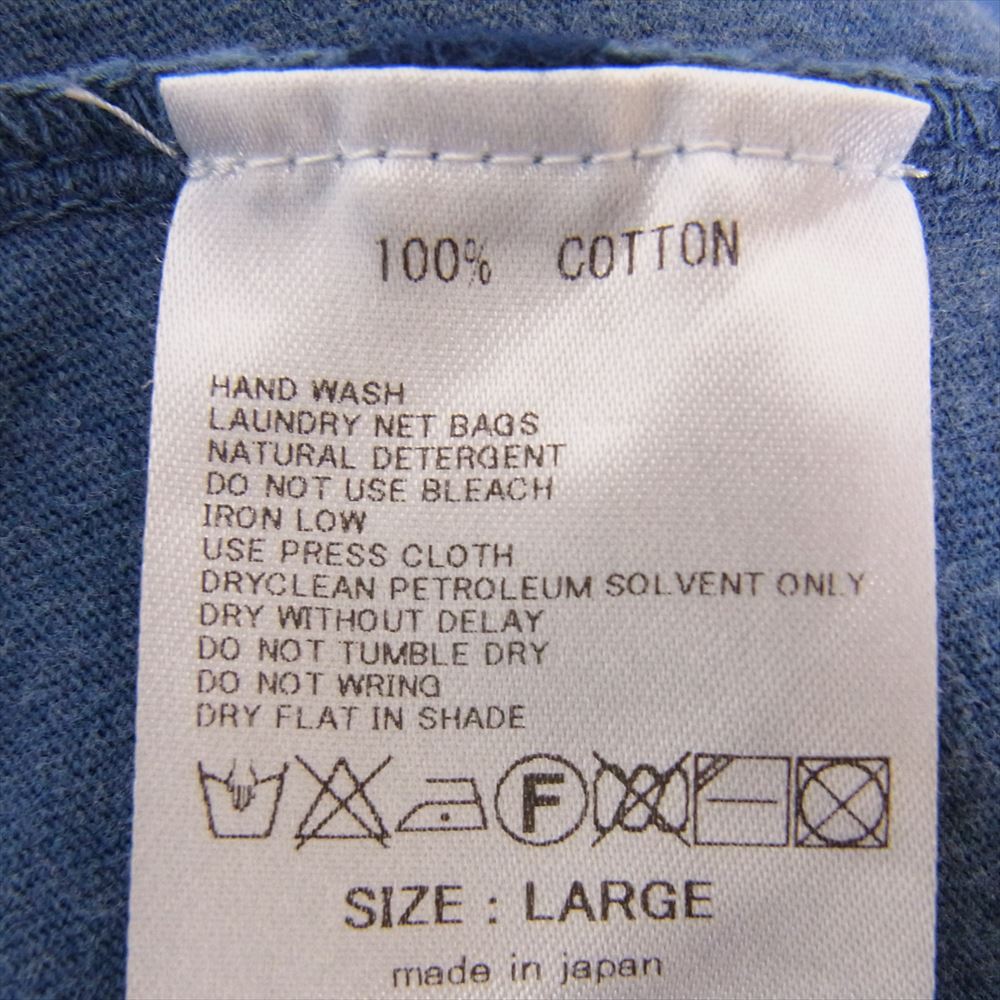 100% COTTON
HAND WASH
LAUNDRY NET BAGS
NATURAL DETERGENT
DO NOT USE BLEACH
IRON LOW
USE PRESS CLOTH
DRYCLEAN PETROLEUM SOLVENT ONLY
DRY WITHOUT DELAY
DO NOT TUMBLE DRY
DO NOT WRING
DRY FLAT IN SHADE
F
SIZE : LARGE
made in japan